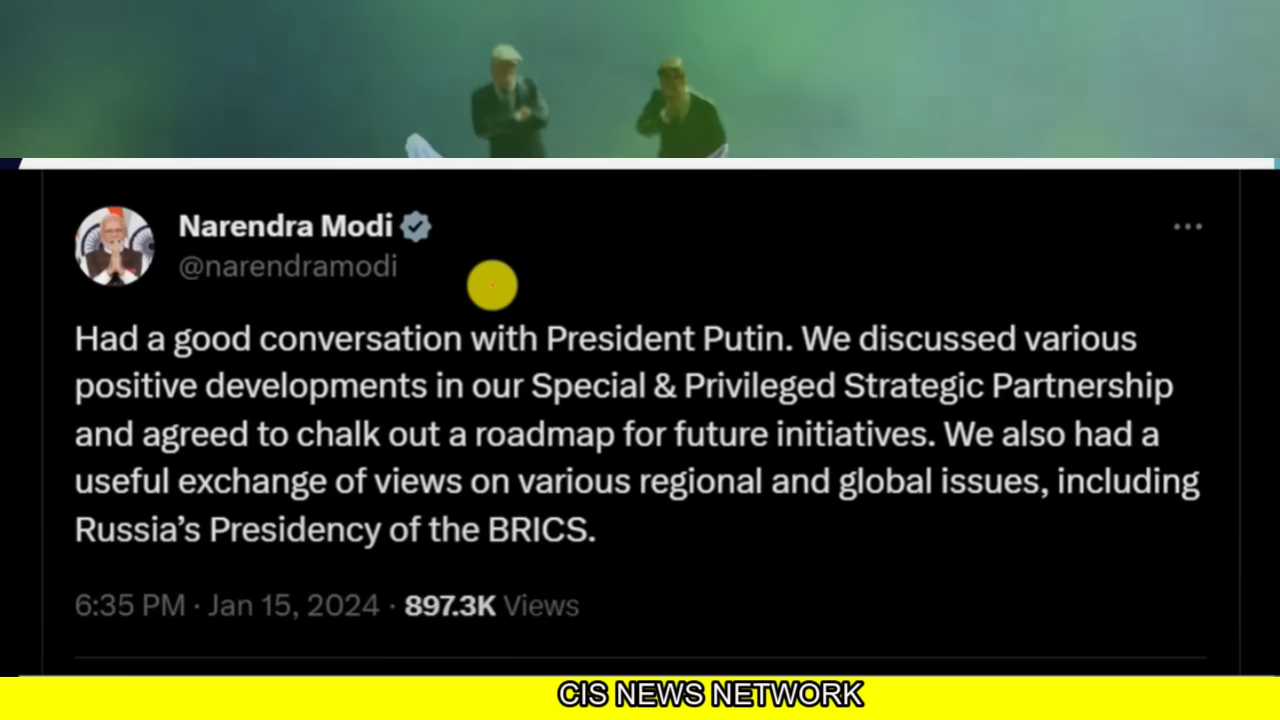 Narendra Modi
@narendramodi
Had a good conversation with President Putin. We discussed various
positive developments in our Special & Privileged Strategic Partnership
and agreed to chalk out a roadmap for future initiatives. We also had a
useful exchange of views on various regional and global issues, including
Russia’s Presidency of the BRICS.
6:35 PM · Jan 15, 2024 · 897.3K Views
CIS NEWS NETWORK